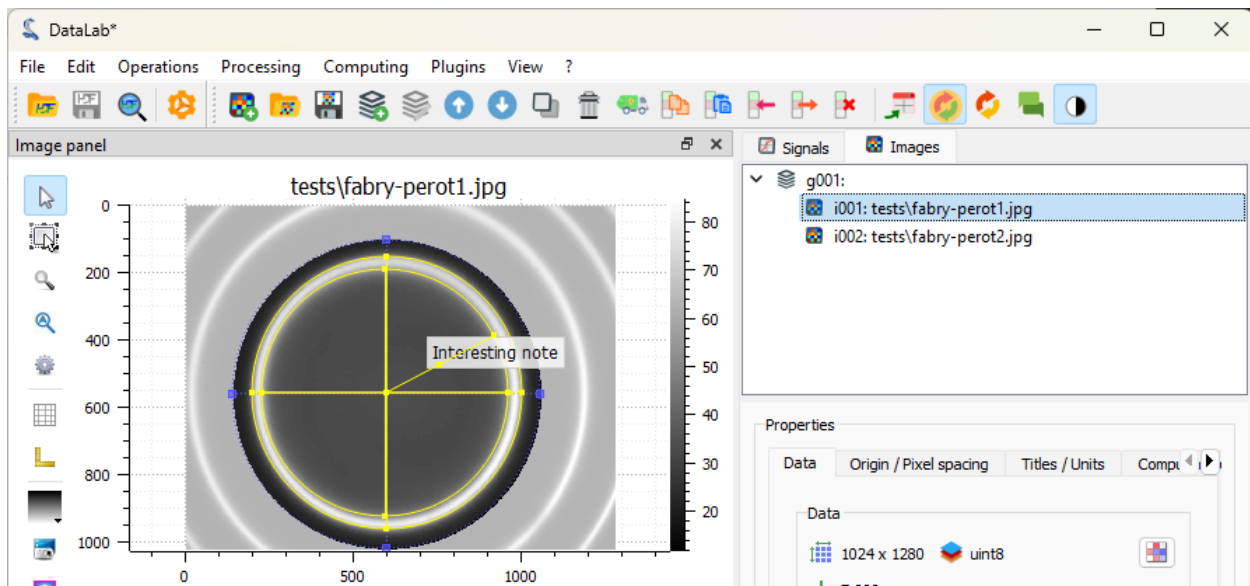 DataLab*
File Edit Operations Processing Computing Plugins View ?
Image panel
Signals Images
tests\fabry-perot1.jpg
g001:
i001: tests\fabry-perot1.jpg
i002: tests\fabry-perot2.jpg
0
200
400
600
800
1000
0 500 1000
80
70
60
50
40
30
20
Interesting note
Properties
Data Origin / Pixel spacing Titles / Units
Data
1024 x 1280 uint8